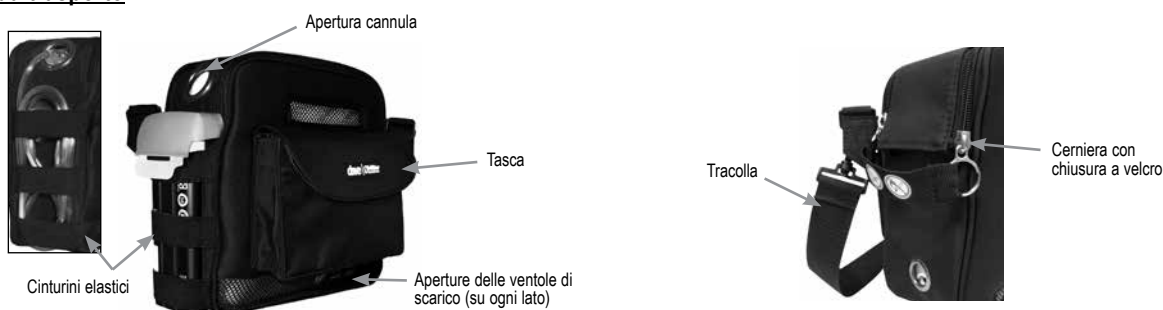 Apertura cannula
Tasca
Cinturini elastici
Aperture delle ventole di
scarico (su ogni lato)
Tracolla
Cerniera con
chiusura a velcro